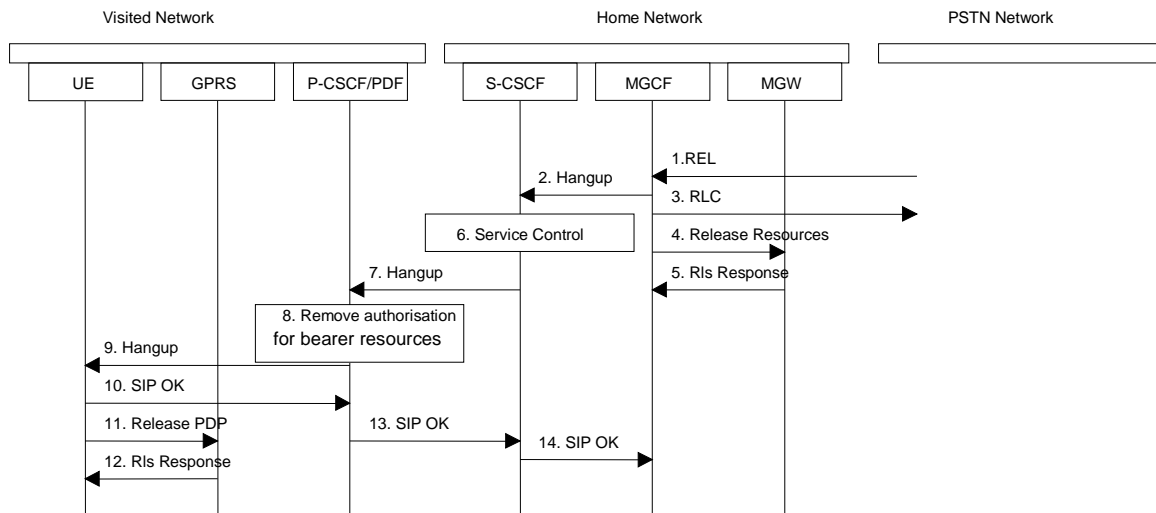 Visited Network
Home Network
PSTN Network
UE
GPRS
P-CSCF/PDF
S-CSCF
MGCF
MGW
1.REL
2. Hangup
3. RLC
6. Service Control
4. Release Resources
7. Hangup
5. Rls Response
8. Remove authorisation
for bearer resources
9. Hangup
10. SIP OK
11. Release PDP
13. SIP OK
14. SIP OK
12. Rls Response